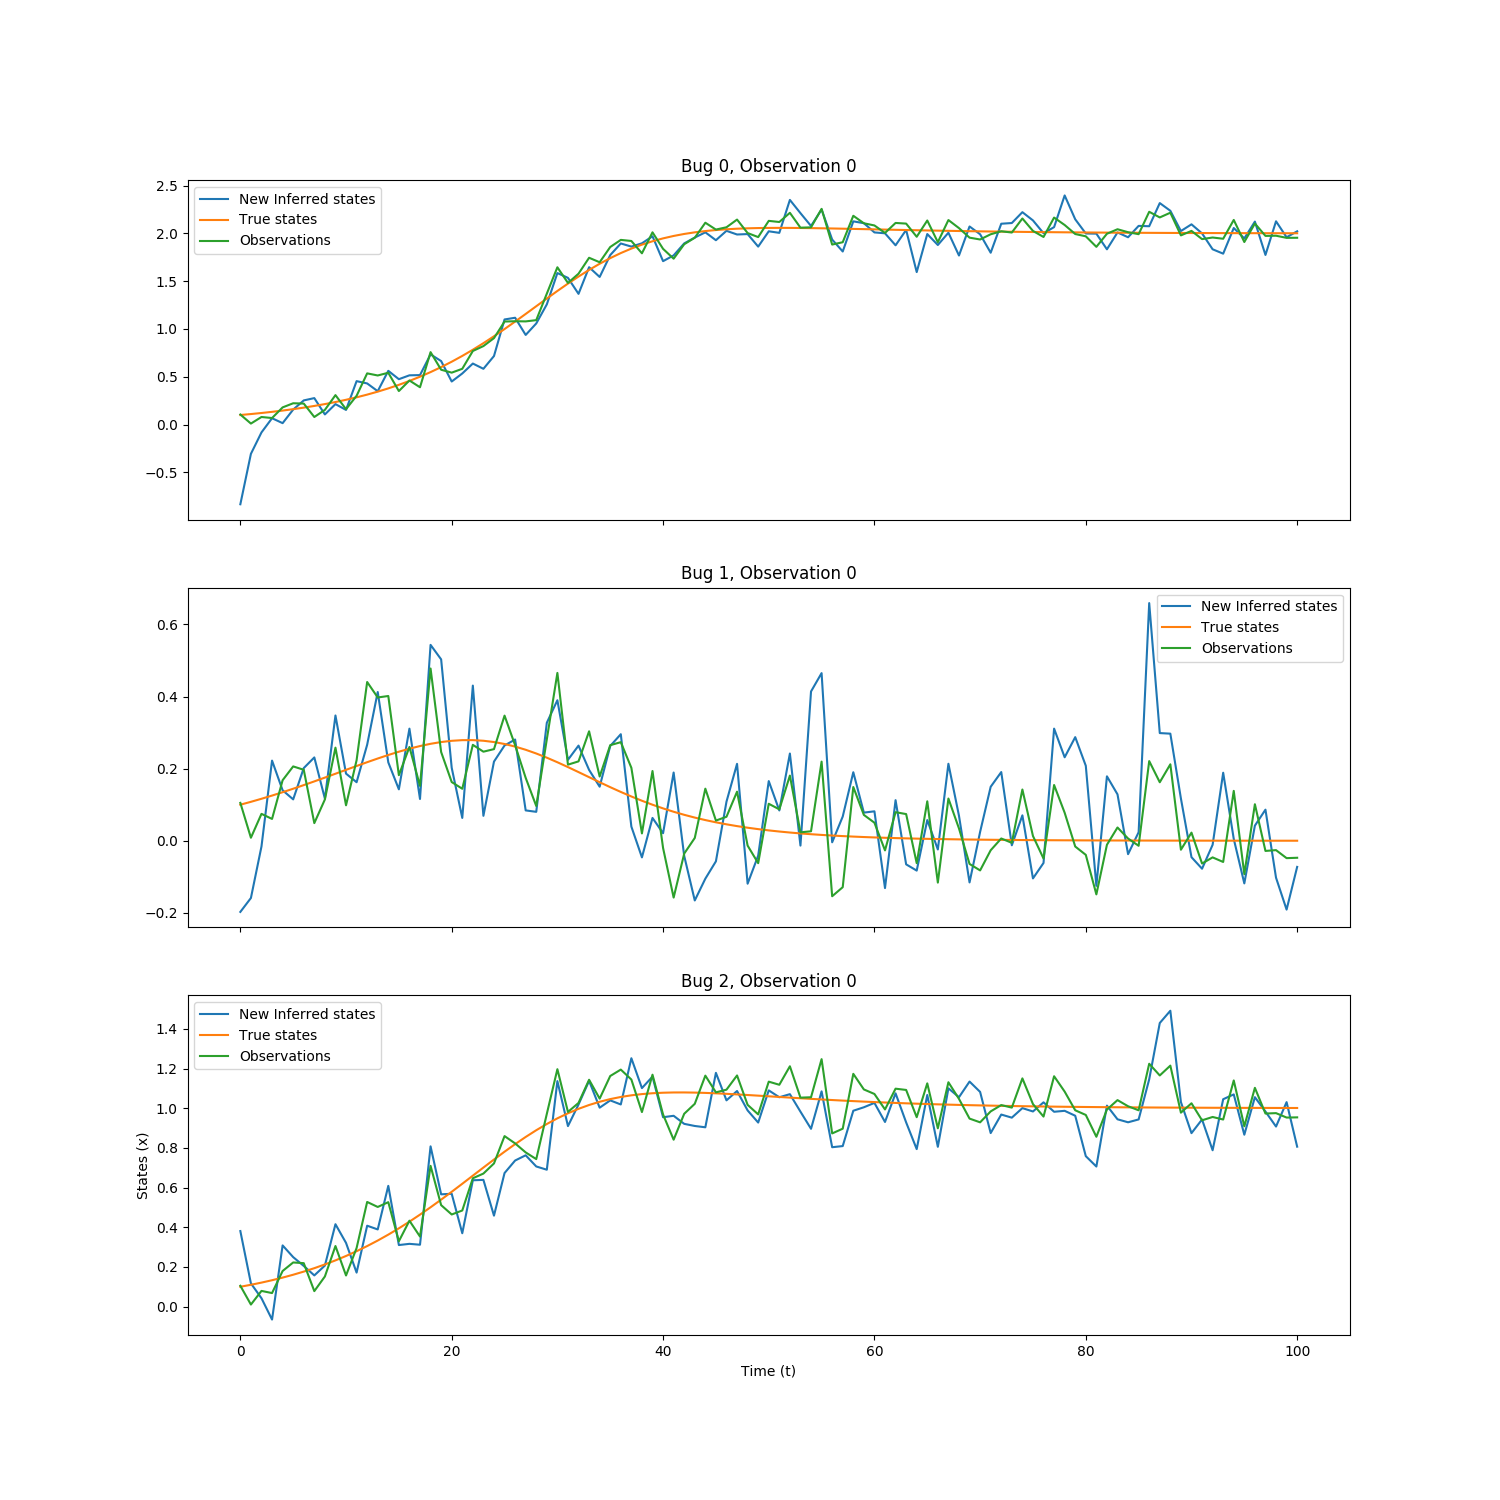 Bug 0, Observation 0
New Inferred states
True states
Observations
2.5
2.0
1.5
1.0
0.5
0.0
−0.5
Bug 1, Observation 0
New Inferred states
True states
Observations
0.6
0.4
0.2
0.0
−0.2
Bug 2, Observation 0
New Inferred states
True states
Observations
1.4
1.2
1.0
0.8
0.6
0.4
0.2
0.0
States (x)
0 20 40 60 80 100
Time (t)